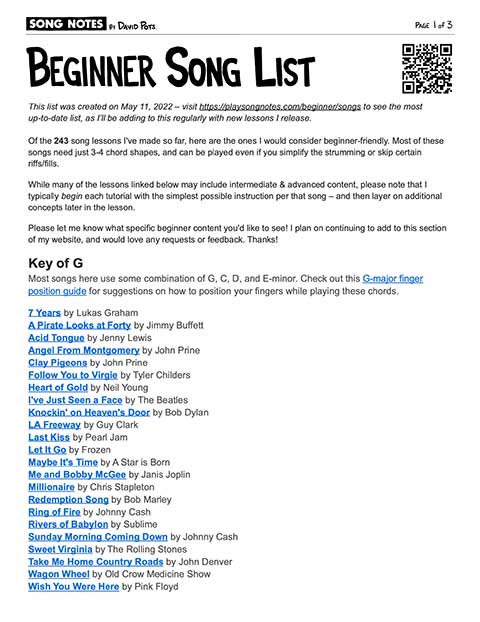 SONG NOTES BY DAVID POTS
PAGE 1 of 3
BEGINNER SONG LIST
This list was created on May 11, 2022 – visit https://playsongnotes.com/beginner/songs to see the most
up-to-date list, as I'll be adding to this regularly with new lessons I release.
Of the 243 song lessons I've made so far, here are the ones I would consider beginner-friendly. Most of these
songs need just 3-4 chord shapes, and can be played even if you simplify the strumming or skip certain
riffs/fills.
While many of the lessons linked below may include intermediate & advanced content, please note that I
typically begin each tutorial with the simplest possible instruction per that song – and then layer on additional
concepts later in the lesson.
Please let me know what specific beginner content you'd like to see! I plan on continuing to add to this section
of my website, and would love any requests or feedback. Thanks!
Key of G
Most songs here use some combination of G, C, D, and E-minor. Check out this G-major finger
position guide for suggestions on how to position your fingers while playing these chords.
7 Years by Lukas Graham
A Pirate Looks at Forty by Jimmy Buffett
Acid Tongue by Jenny Lewis
Angel From Montgomery by John Prine
Clay Pigeons by John Prine
Follow You to Virgie by Tyler Childers
Heart of Gold by Neil Young
I've Just Seen a Face by The Beatles
Knockin' on Heaven's Door by Bob Dylan
LA Freeway by Guy Clark
Last Kiss by Pearl Jam
Let It Go by Frozen
Maybe It's Time by A Star is Born
Me and Bobby McGee by Janis Joplin
Millionaire by Chris Stapleton
Redemption Song by Bob Marley
Ring of Fire by Johnny Cash
Rivers of Babylon by Sublime
Sunday Morning Coming Down by Johnny Cash
Sweet Virginia by The Rolling Stones
Take Me Home Country Roads by John Denver
Wagon Wheel by Old Crow Medicine Show
Wish You Were Here by Pink Floyd